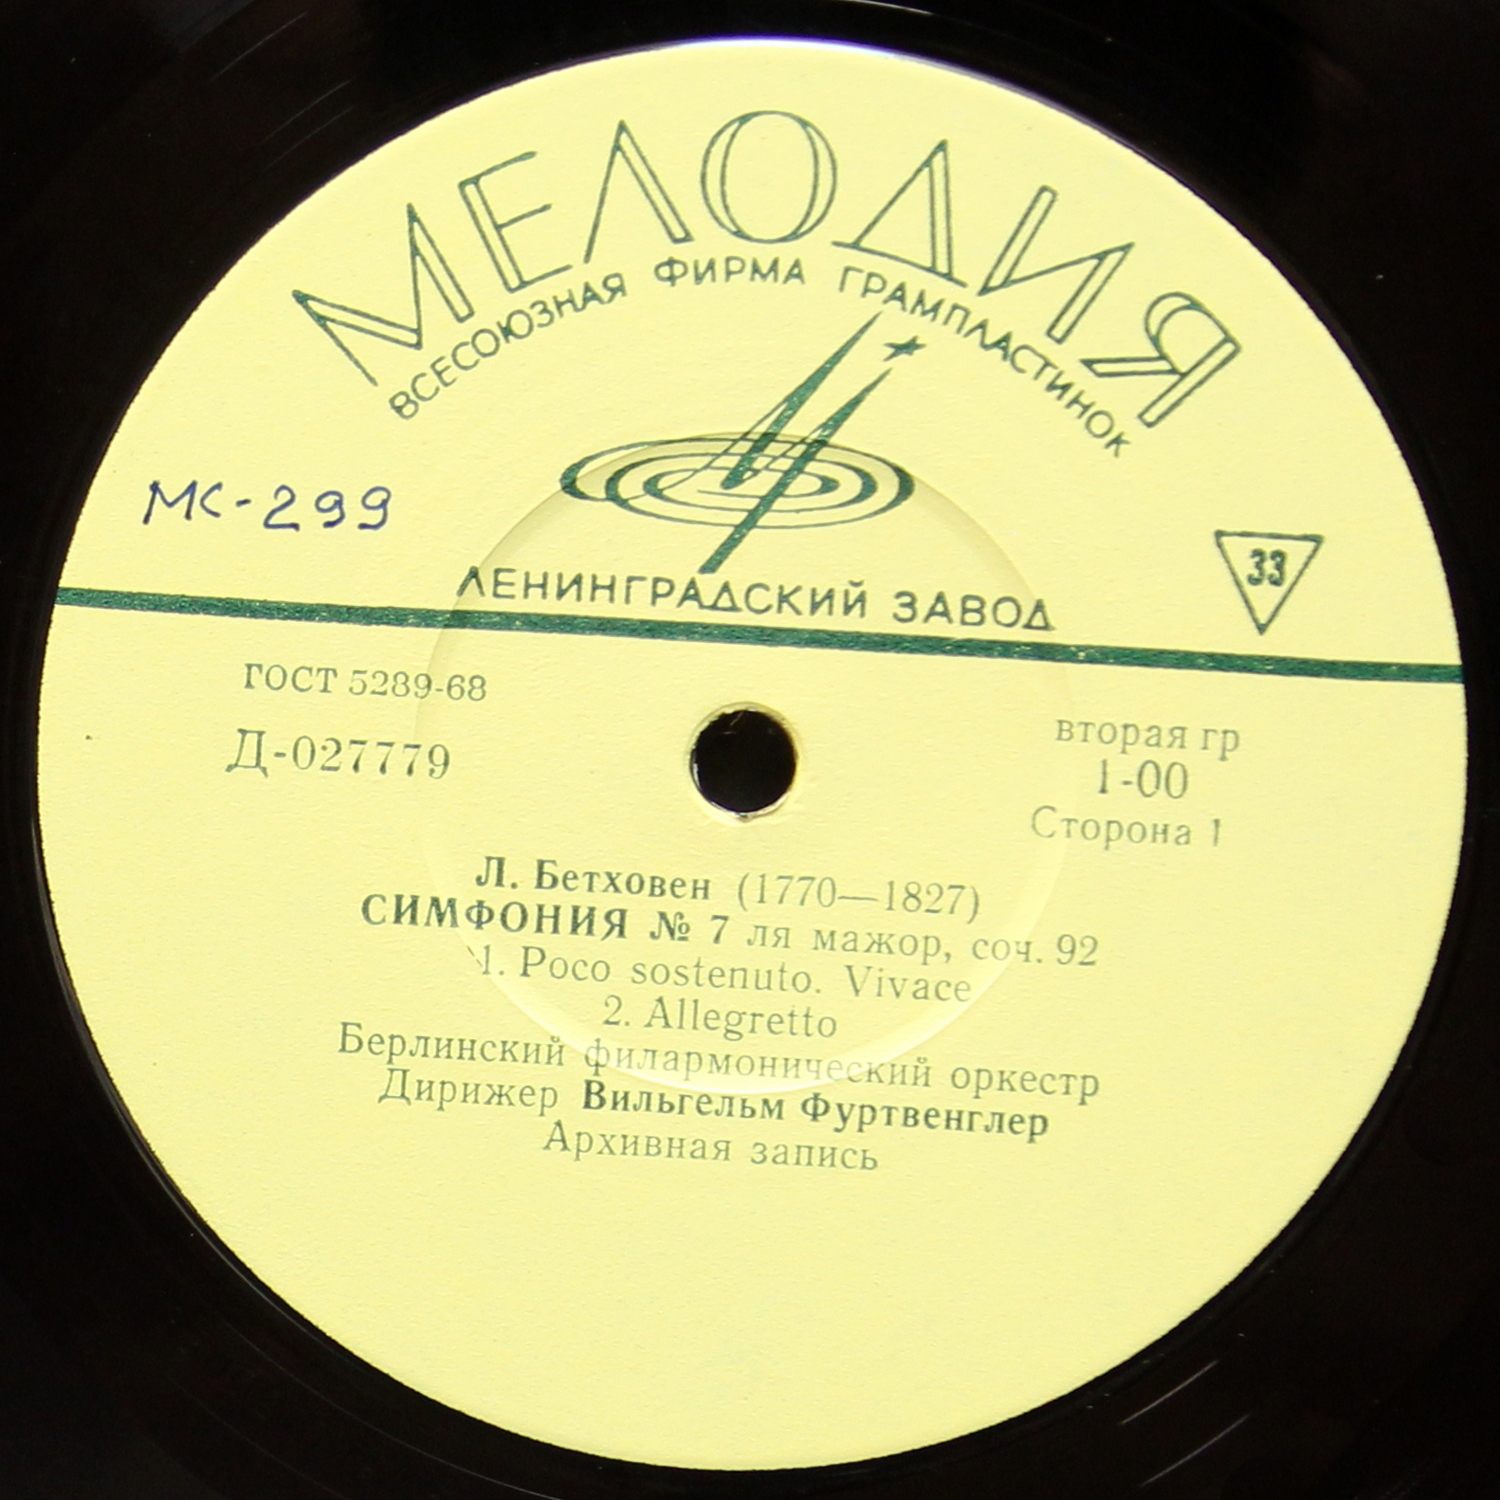 МЕЛОДИЯ
ВСЕСОЮЗНАЯ ФИРМА ГРАМПЛАСТИНОК
МС-299
33
ЛЕНИНГРАДСКИЙ ЗАВОД
ГОСТ 5289-68
Д-027779
вторая гр
1-00
Сторона 1
Л. Бетховен (1770—1827)
СИМФОНИЯ № 7 ля мажор, соч. 92
1. Poco sostenuto. Vivace
2. Allegretto
Берлинский филармонический оркестр
Дирижер Вильгельм Фуртвенглер
Архивная запись